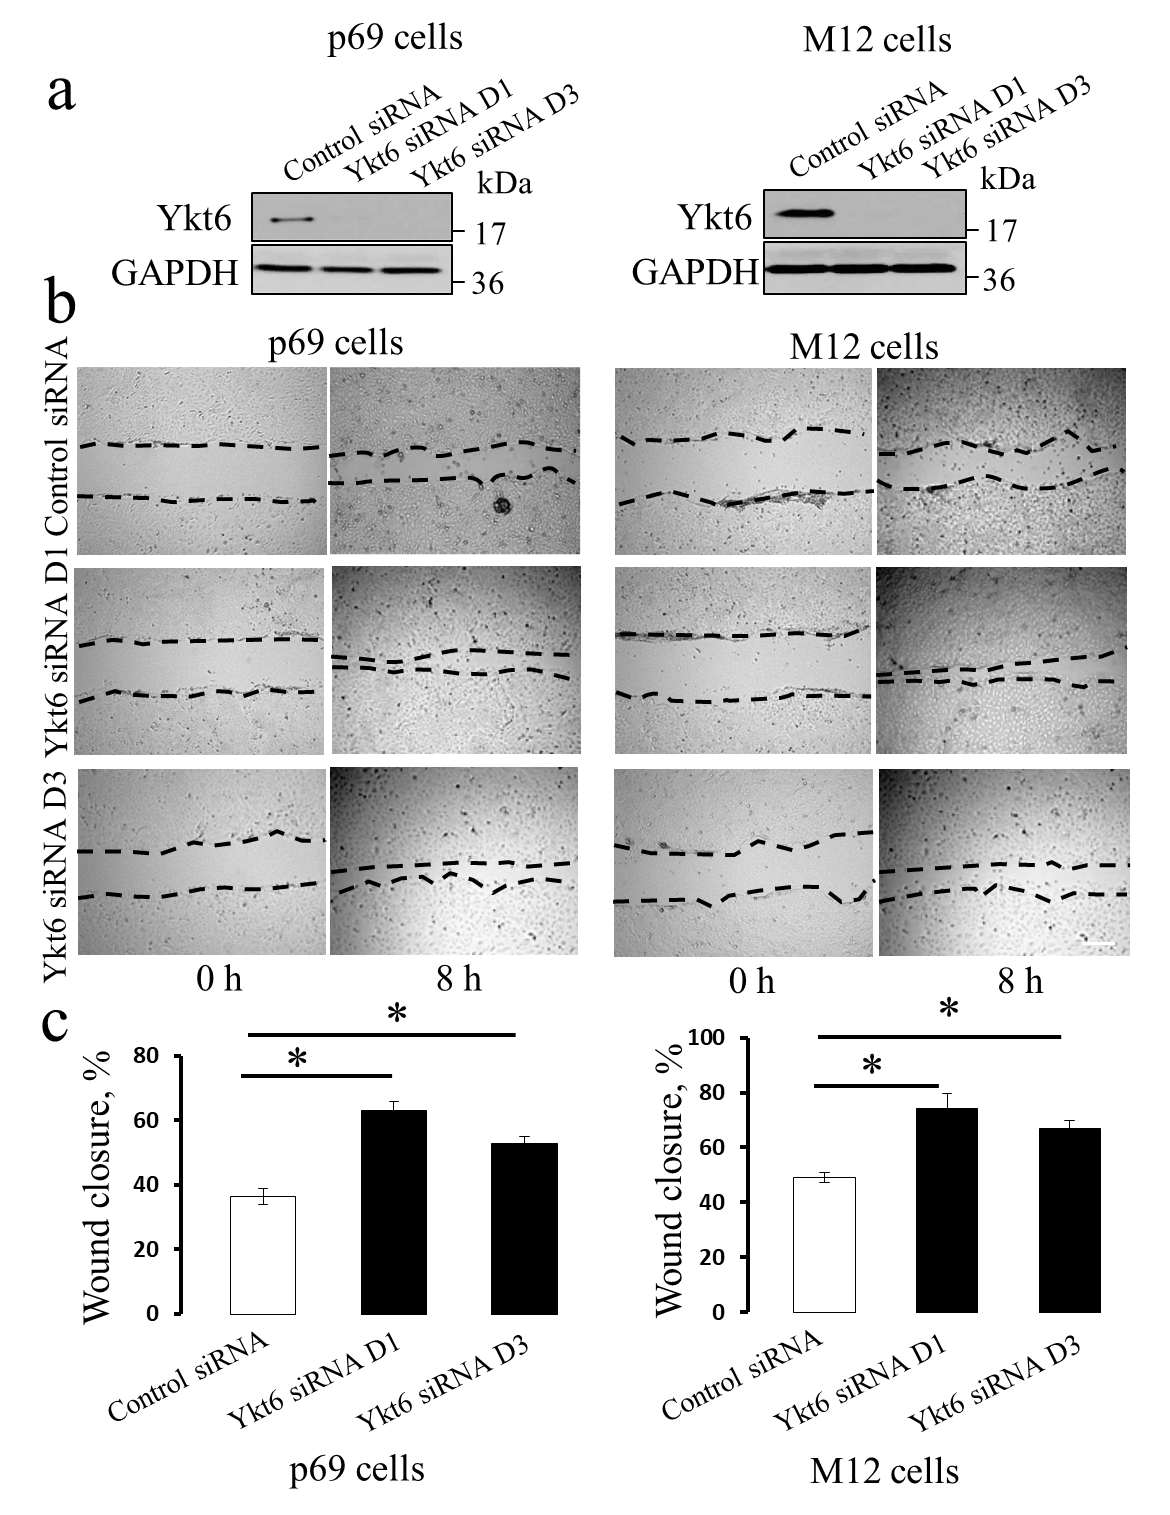 p69 cells
M12 cells
a
Control siRNA
Ykt6 siRNA D1
Ykt6 siRNA D3
kDa
Ykt6
17
GAPDH
36
Control siRNA
Ykt6 siRNA D1
Ykt6 siRNA D3
kDa
Ykt6
17
GAPDH
36
b
p69 cells
M12 cells
Control siRNA
Ykt6 siRNA D1
Ykt6 siRNA D3
0 h
8 h
0 h
8 h
c
Wound closure, %
80
60
40
20
0
*
*
Control siRNA
Ykt6 siRNA D1
Ykt6 siRNA D3
p69 cells
Wound closure, %
100
80
60
40
20
0
*
*
Control siRNA
Ykt6 siRNA D1
Ykt6 siRNA D3
M12 cells